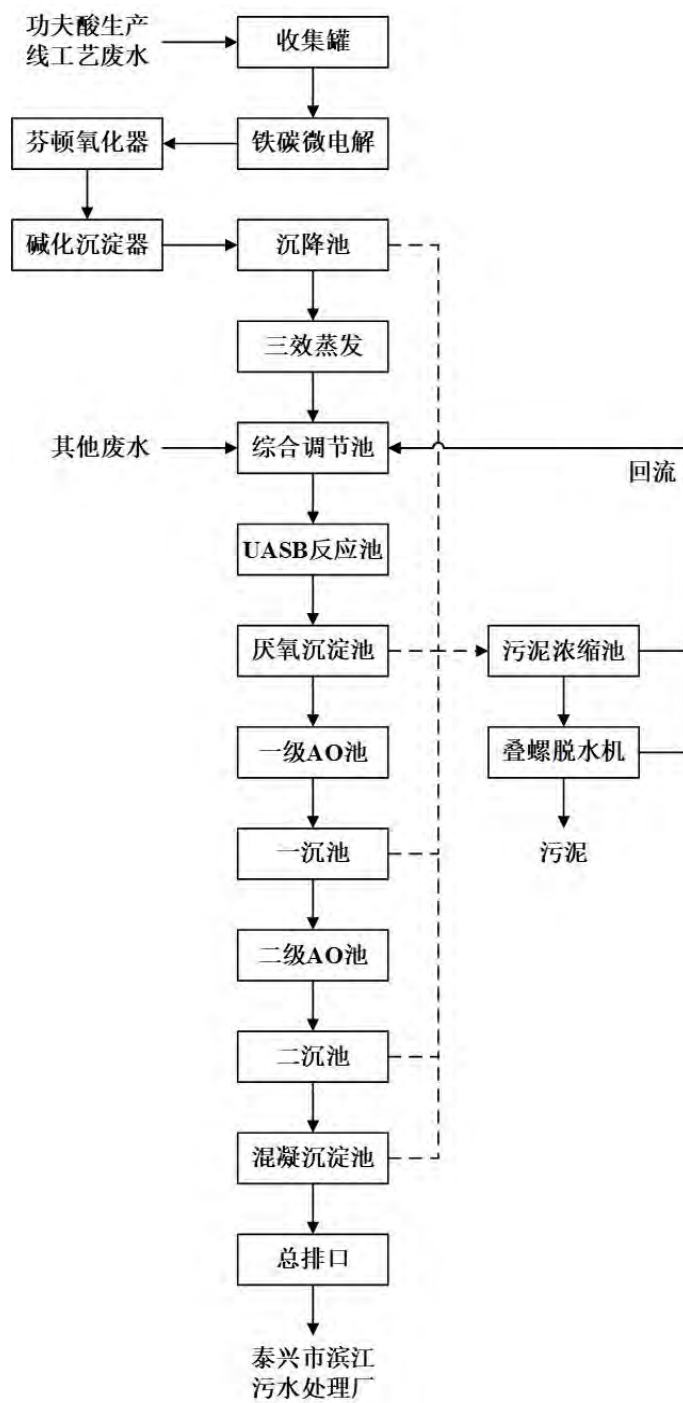 功夫酸生产
线工艺废水
收集罐
芬顿氧化器
铁碳微电解
碱化沉淀器
沉降池
三效蒸发
其他废水
综合调节池
回流
UASB反应池
厌氧沉淀池
污泥浓缩池
一级AO池
叠螺脱水机
一沉池
污泥
二级AO池
二沉池
混凝沉淀池
总排口
泰兴市滨江
污水处理厂